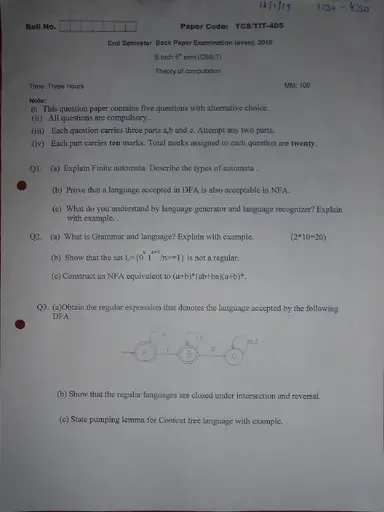 16/1/19 1:30 - 4:30
Roll No. Paper Code: TCS/TIT-405
End Semester Back Paper Examination (even), 2018
B.tech 5th sem (CSS/IT)
Theory of computation
Time :Three Hours MM: 100
Note:
(i) This question paper contains five questions with alternative choice.
(ii) All questions are compulsory..
(iii) Each question carries three parts a,b and c. Attempt any two parts.
(iv) Each part carries ten marks. Total marks assigned to each question are twenty.
Q1. (a) Explain Finite automata. Describe the types of automata .
(b) Prove that a language accepted in DFA is also acceptable in NFA.
(c) What do you understand by language generator and language recognizer? Explain
with example. .
Q2. (a) What is Grammar and language? Explain with example. (2*10=20)
(b) Show that the set L={0^n 1^n+1 /n>=1} is not a regular.
(c) Construct an NFA equivalent to (a+b)*(ab+ba)(a+b)*.
Q3. (a)Obtain the regular expression that denotes the language accepted by the following
DFA.
A B C
(b) Show that the regular languages are closed under intersection and reversal.
(c) State pumping lemma for Context free language with example.